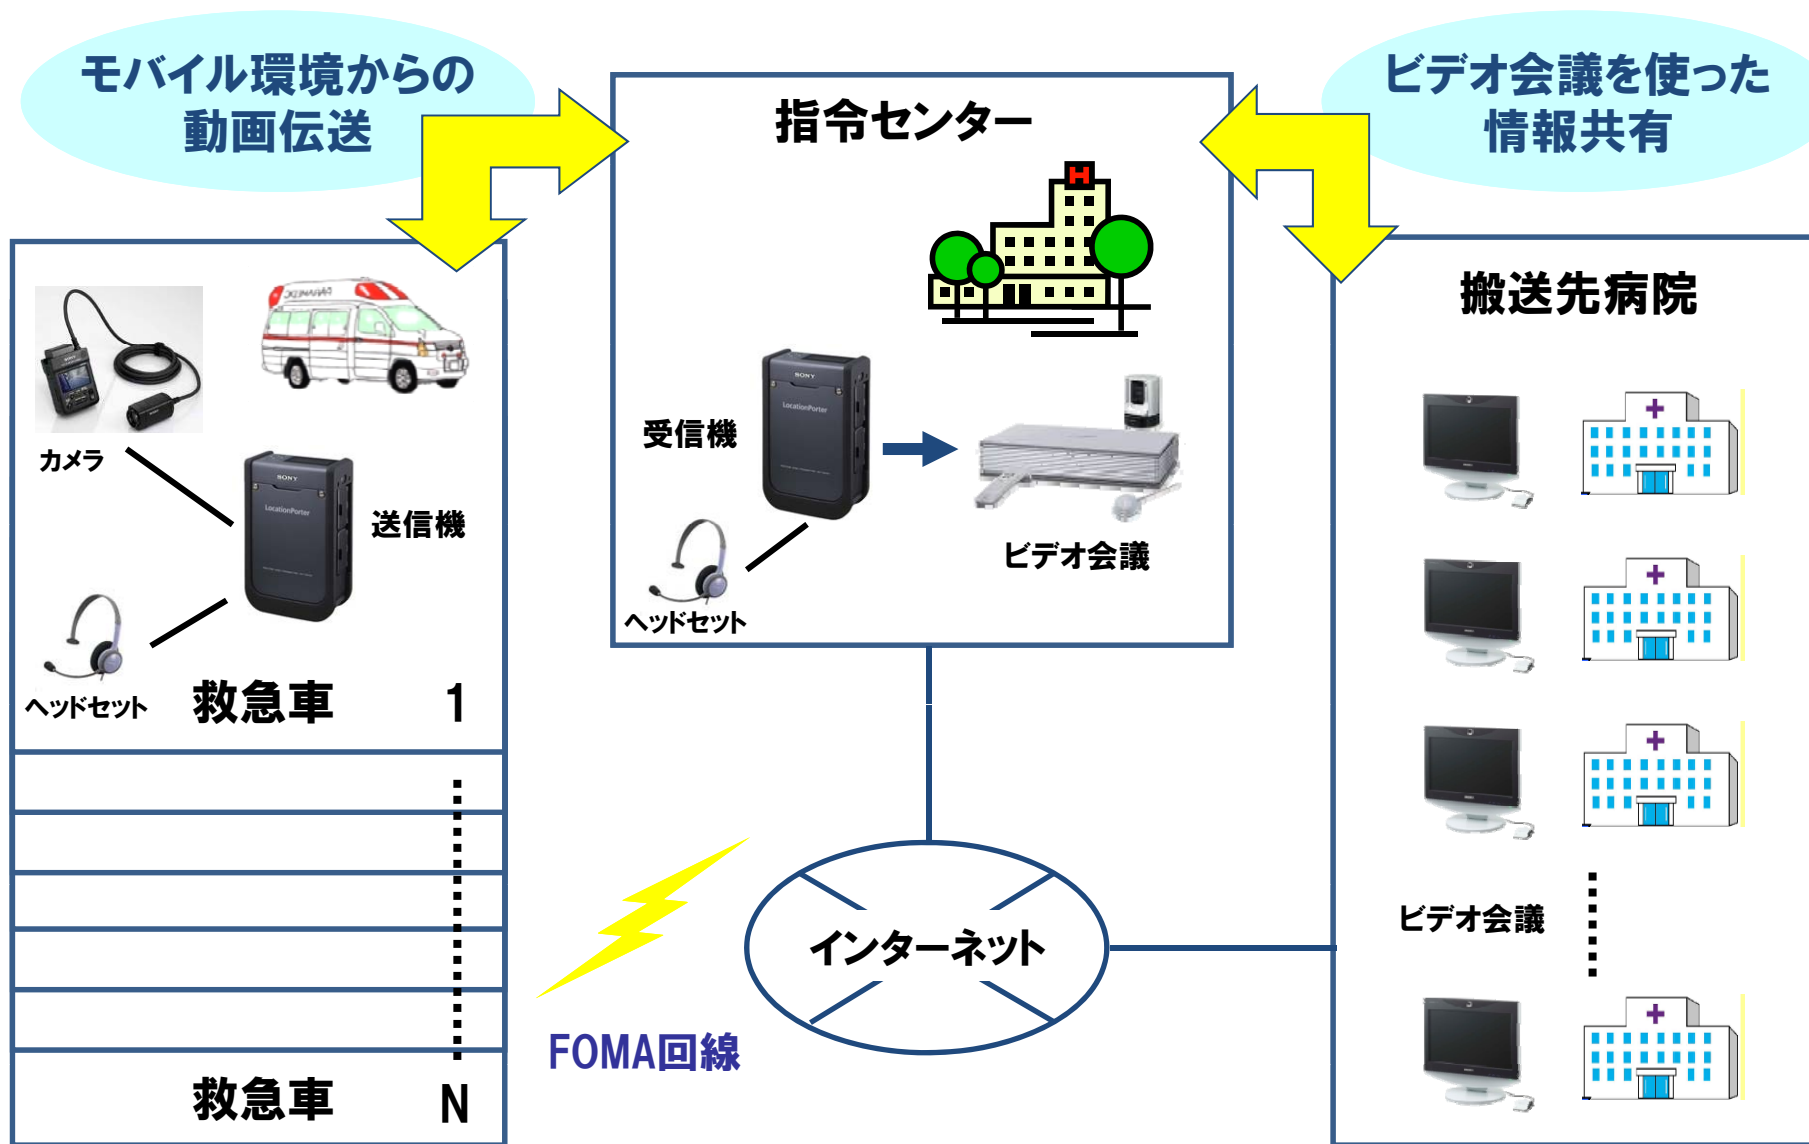 モバイル環境からの
動画伝送
指令センター
ビデオ会議を使った
情報共有
カメラ
SONY
LocationPorter
送信機
ヘッドセット
救急車 1
救急車 N
受信機
SONY
LocationPorter
ヘッドセット
ビデオ会議
H
FOMA回線
インターネット
搬送先病院
ビデオ会議